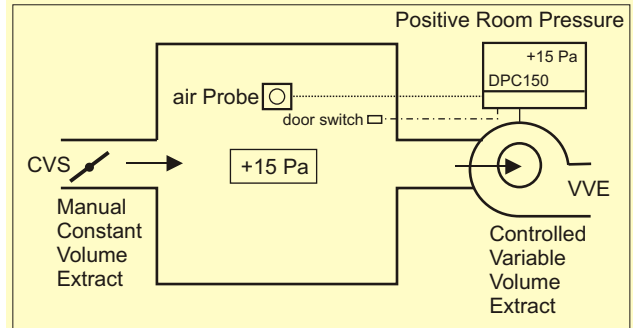 Positive Room Pressure
+15 Pa
DPC150
air Probe
door switch
CVS
+15 Pa
VVE
Manual
Constant
Volume
Extract
Controlled
Variable
Volume
Extract